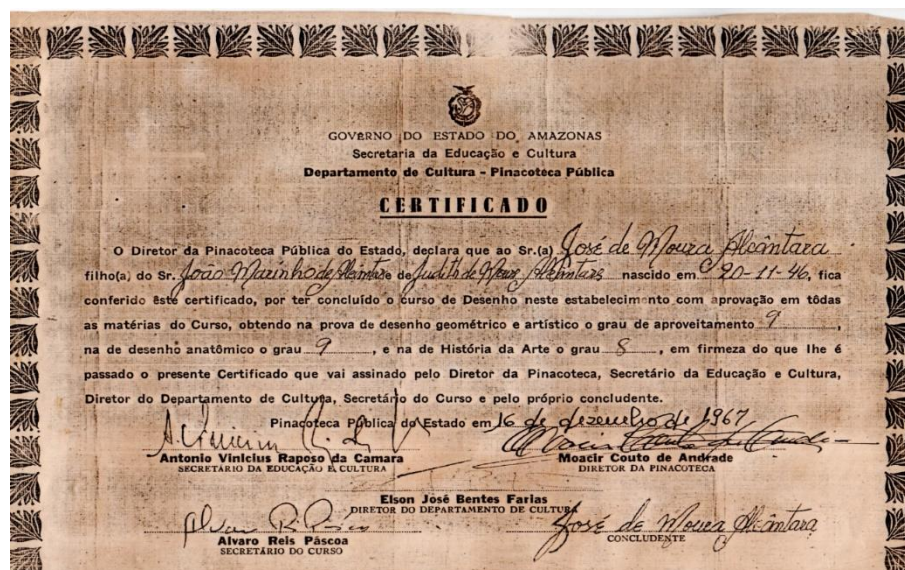 GOVERNO DO ESTADO DO AMAZONAS
Secretaria da Educação e Cultura
Departamento de Cultura - Pinacoteca Pública
CERTIFICADO
O Diretor da Pinacoteca Pública do Estado, declara que ao Sr.(a) José de Moura Alcântara
filho(a) do Sr. João Marinho de Alcântara e de Judith de Moura Alcântara nascido em 20-11-46, fica
conferido êste certificado, por ter concluído o curso de Desenho neste estabelecimento com aprovação em tôdas
as matérias do Curso, obtendo na prova de desenho geométrico e artístico o grau de aproveitamento 9,
na de desenho anatômico o grau 9, e na de História da Arte o grau 8, em firmeza do que lhe é
passado o presente Certificado que vai assinado pelo Diretor da Pinacoteca, Secretário da Educação e Cultura,
Diretor do Departamento de Cultura, Secretário do Curso e pelo próprio concludente.
Pinacoteca Pública do Estado em 16 de dezembro de 1967
Antonio Vinicius Raposo da Camara
SECRETÁRIO DA EDUCAÇÃO E CULTURA
Moacir Couto de Andrade
DIRETOR DA PINACOTECA
Elson José Bentes Farias
DIRETOR DO DEPARTAMENTO DE CULTURA
José de Moura Alcântara
Alvaro Reis Páscoa
SECRETÁRIO DO CURSO
CONCLUDENTE